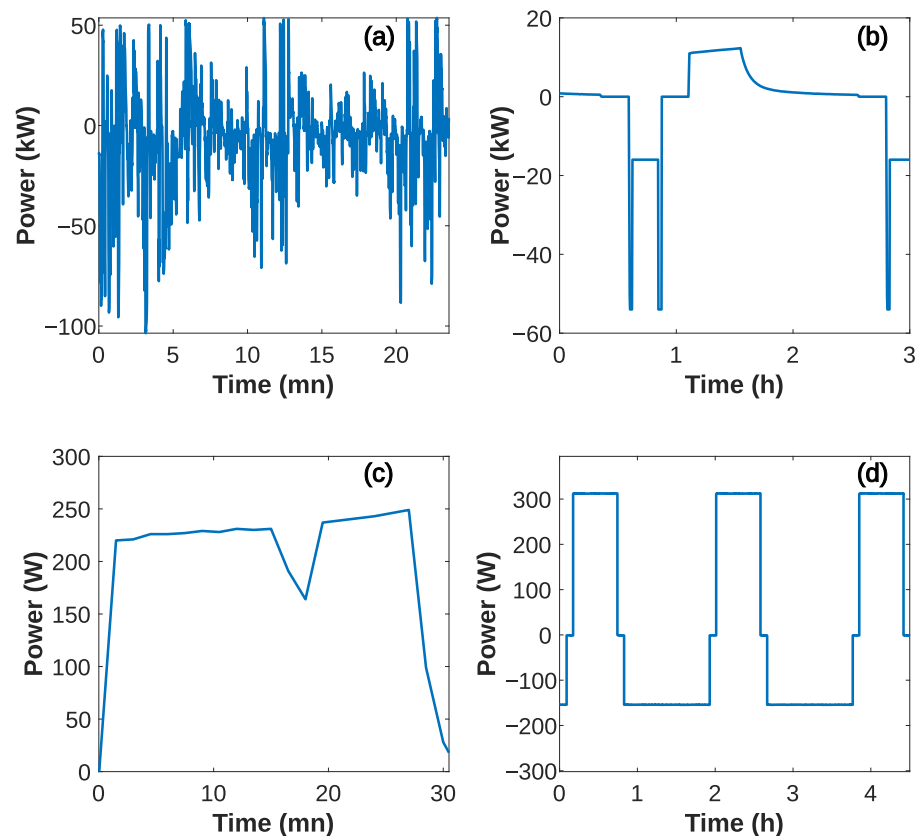 (a)
Power (kW)
50
0
−50
−100
0 5 10 15 20
Time (mn)
(b)
Power (kW)
20
0
−20
−40
−60
0 1 2 3
Time (h)
(c)
Power (W)
300
250
200
150
100
50
0
0 10 20 30
Time (mn)
(d)
Power (W)
300
200
100
0
−100
−200
−300
0 1 2 3 4
Time (h)